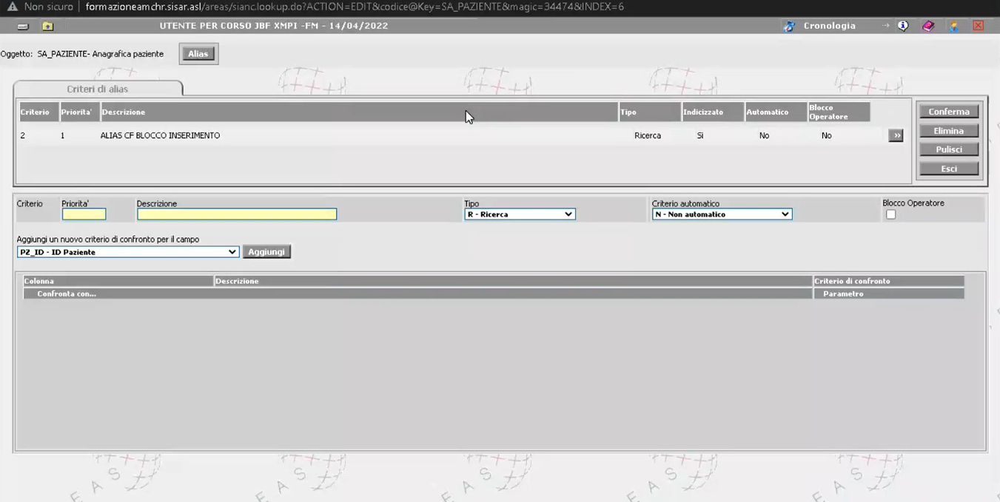 Non sicuro | formazioneamchr.sisar.asl/areas/sianc.lookup.do?ACTION=EDIT&codice@Key=SA_PAZIENTE&magic=34474&INDEX=6
UTENTE PER CORSO JBF XMPI -FM - 14/04/2022 Cronologia
Oggetto: SA_PAZIENTE- Anagrafica paziente Alias
Criteri di alias
Criterio Priorita' Descrizione Tipo Indicizzato Automatico Blocco Operatore
2 1 ALIAS CF BLOCCO INSERIMENTO Ricerca Si No No »
Conferma
Elimina
Pulisci
Esci
Criterio Priorita' Descrizione Tipo Criterio automatico Blocco Operatore
R - Ricerca N - Non automatico
Aggiungi un nuovo criterio di confronto per il campo
PZ_ID - ID Paziente Aggiungi
Colonna Descrizione Criterio di confronto
Confronta con... Parametro
E A S
E A S
E A S
E A S
E A S